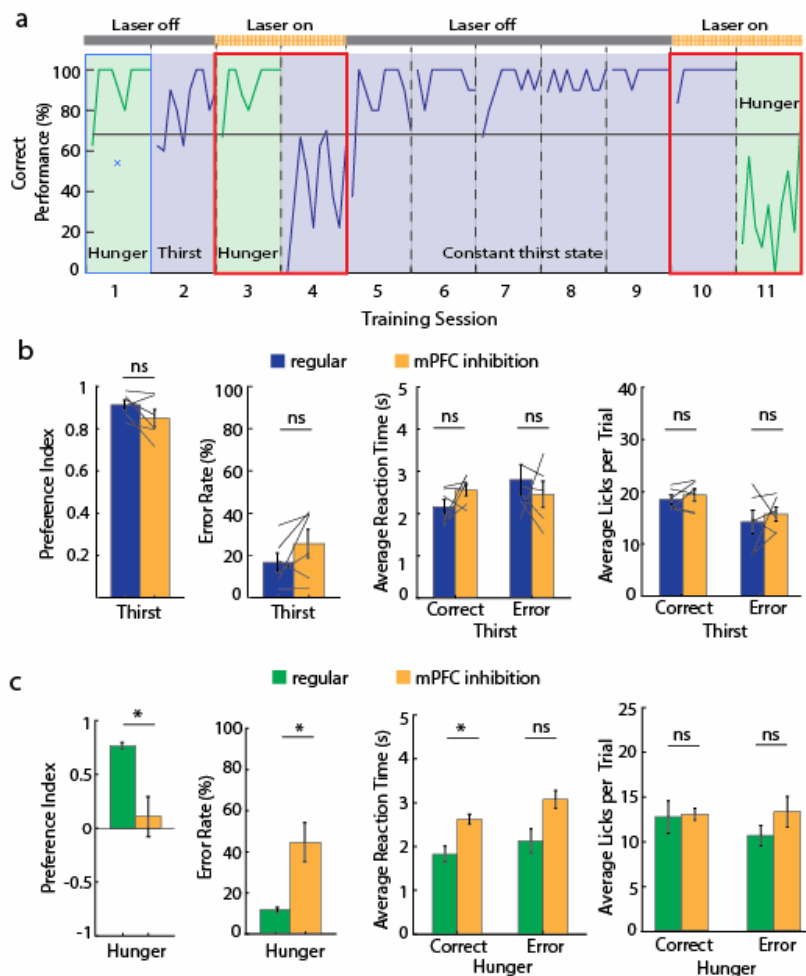 a
Laser off Laser on Laser off Laser on
Correct
Performance (%)
100
80
60
40
20
0
Hunger Thirst Hunger Constant thirst state Hunger
1 2 3 4 5 6 7 8 9 10 11
Training Session
b
regular mPFC inhibition
Preference Index
1
0.8
0.6
0.4
0.2
ns
Thirst
Error Rate (%)
100
80
60
40
20
ns
Thirst
Average Reaction Time (s)
5
4
3
2
1
0
ns ns
Correct Error
Thirst
Average Licks per Trial
40
30
20
10
0
ns ns
Correct Error
Thirst
c
regular mPFC inhibition
Preference Index
1
0.5
0
-0.5
-1
*
Hunger
Error Rate (%)
100
80
60
40
20
*
Hunger
Average Reaction Time (s)
5
4
3
2
1
0
* ns
Correct Error
Hunger
Average Licks per Trial
25
20
15
10
5
0
ns ns
Correct Error
Hunger